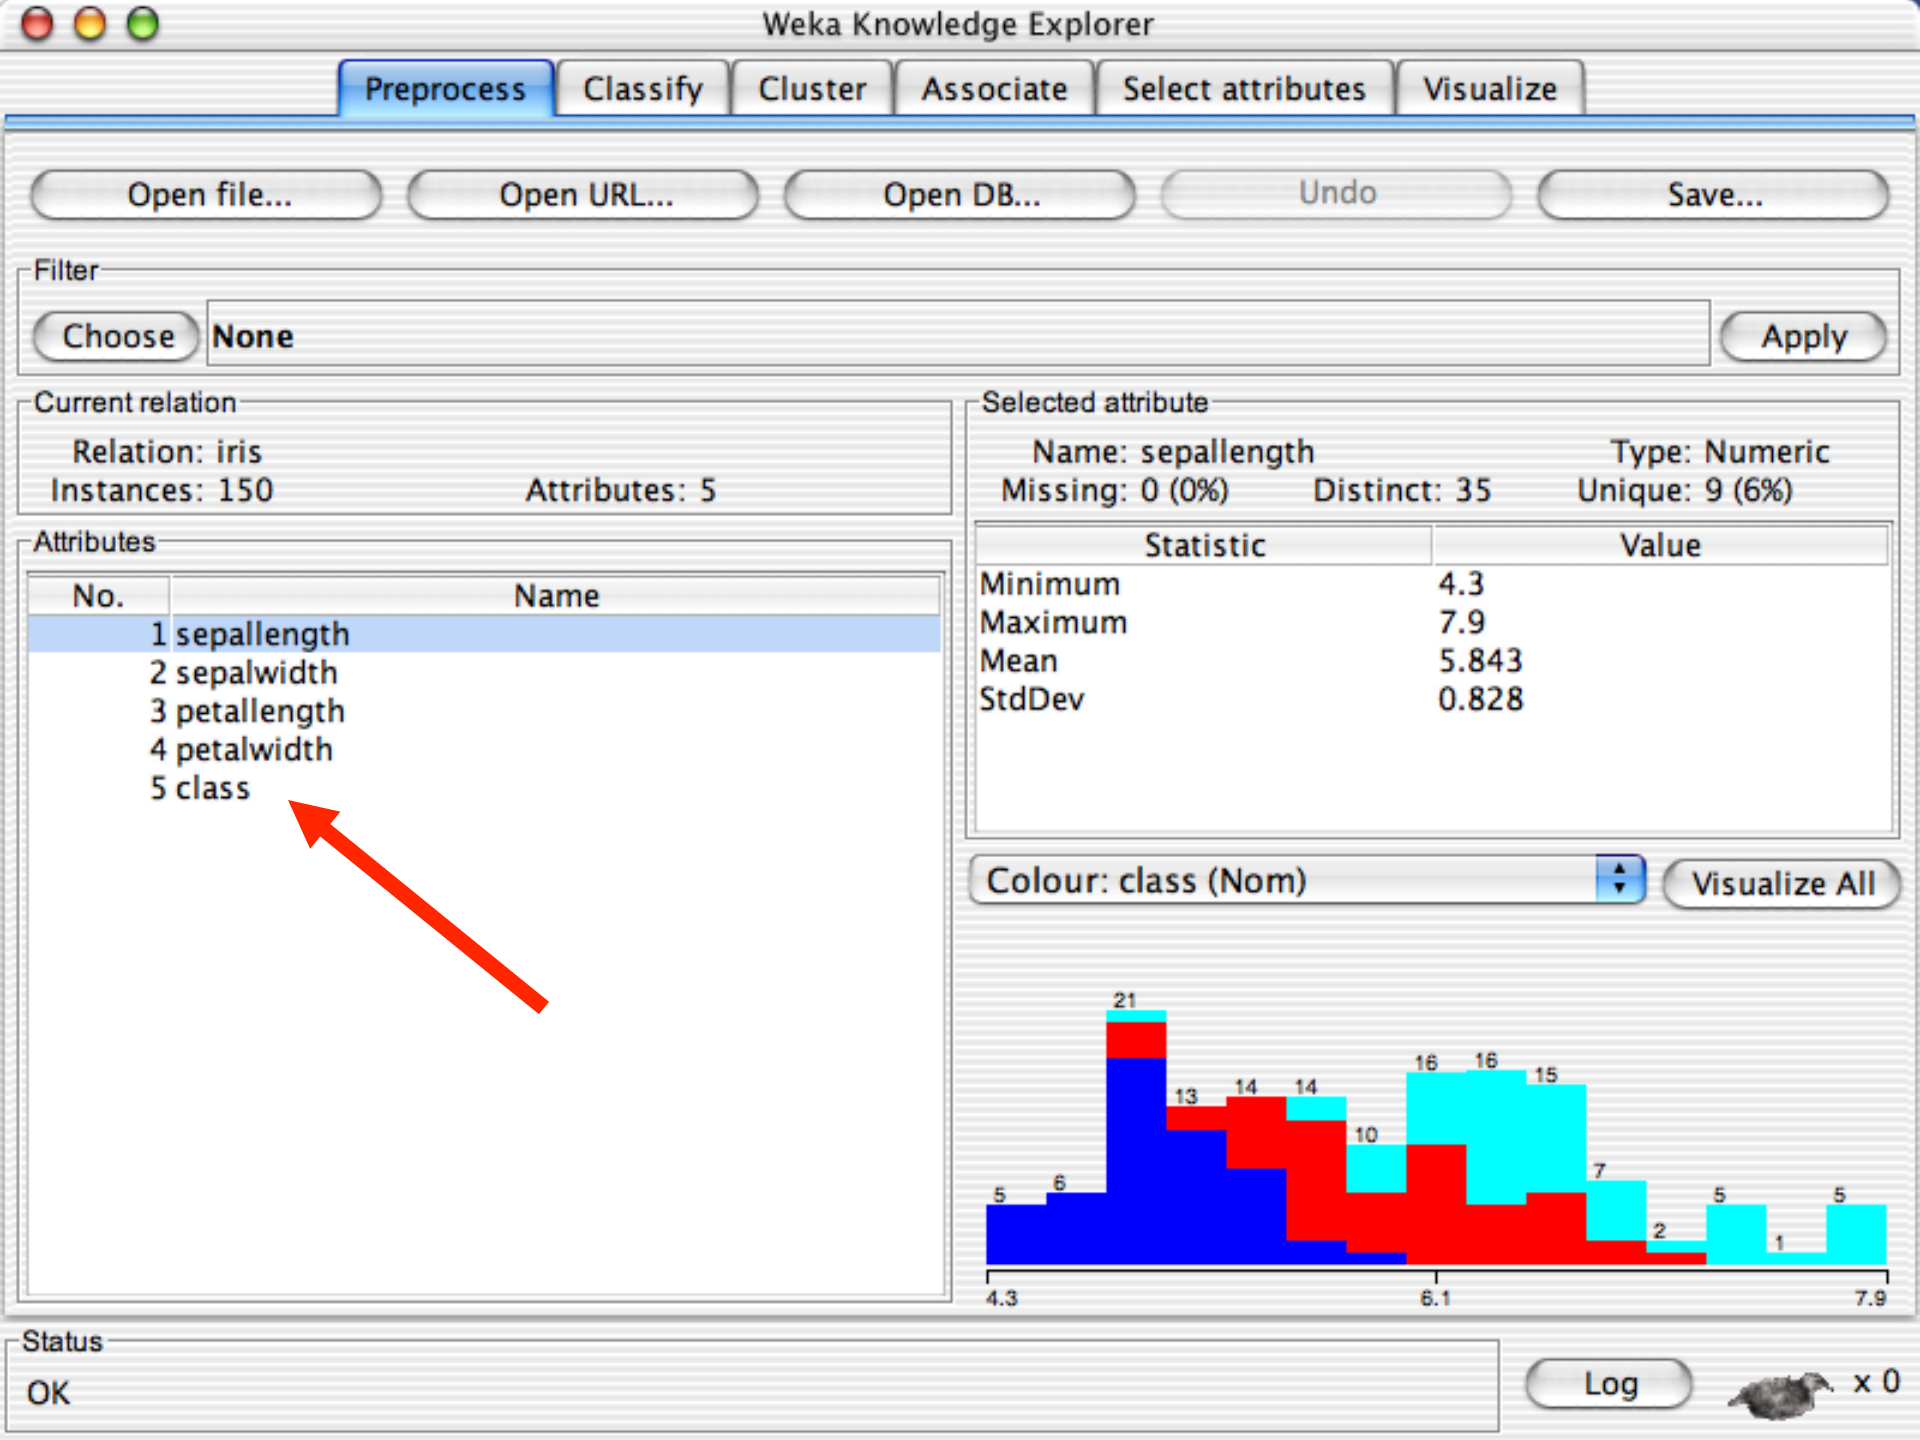 Weka Knowledge Explorer
Preprocess Classify Cluster Associate Select attributes Visualize
Open file... Open URL... Open DB... Undo Save...
Filter
Choose None Apply
Current relation
Relation: iris
Instances: 150 Attributes: 5
Attributes
No. Name
1 sepallength
2 sepalwidth
3 petallength
4 petalwidth
5 class
Selected attribute
Name: sepallength Type: Numeric
Missing: 0 (0%) Distinct: 35 Unique: 9 (6%)
Statistic Value
Minimum 4.3
Maximum 7.9
Mean 5.843
StdDev 0.828
Colour: class (Nom) Visualize All
5 6 21 13 14 14 10 16 16 15 7 2 5 1 5
4.3 6.1 7.9
Status
OK
Log x 0